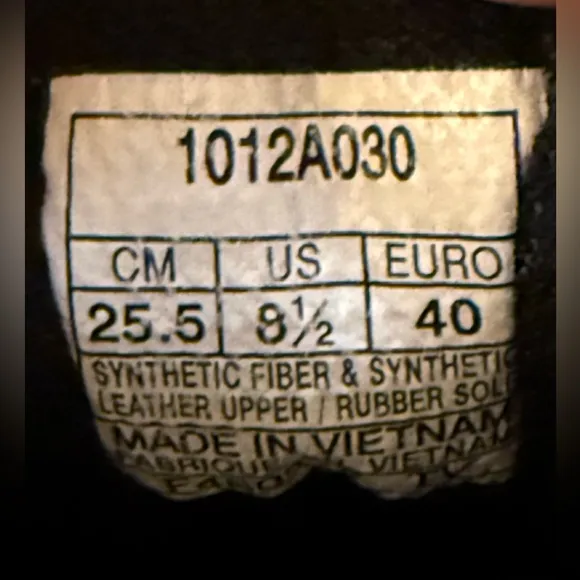 1012A030
CM US EURO
25.5 8½ 40
SYNTHETIC FIBER & SYNTHETIC
LEATHER UPPER / RUBBER SOL
MADE IN VIETNAM
VIETNAM